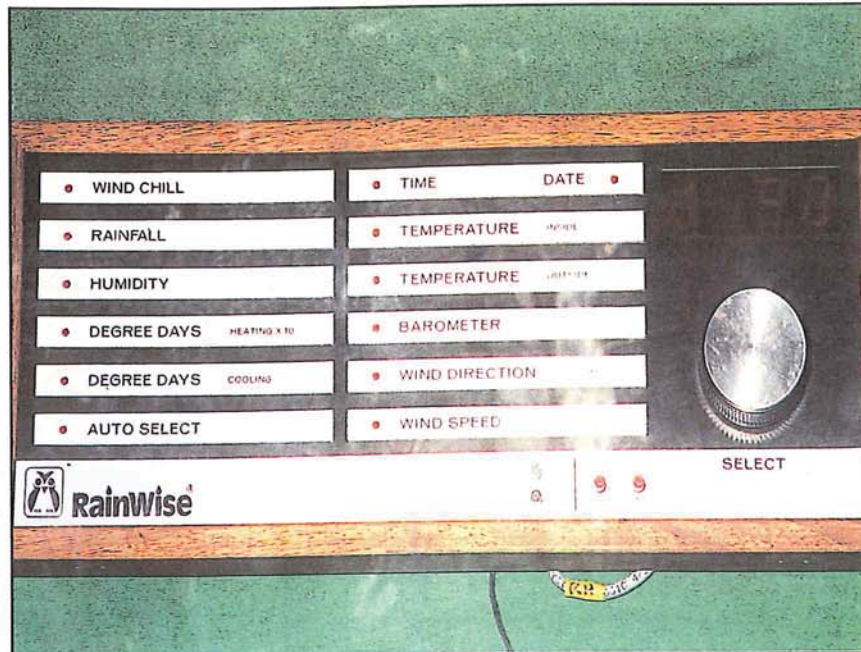 WIND CHILL
RAINFALL
HUMIDITY
DEGREE DAYS HEATING X 10
DEGREE DAYS COOLING
AUTO SELECT
TIME DATE
TEMPERATURE INSIDE
TEMPERATURE
BAROMETER
WIND DIRECTION
WIND SPEED
SELECT
RainWise